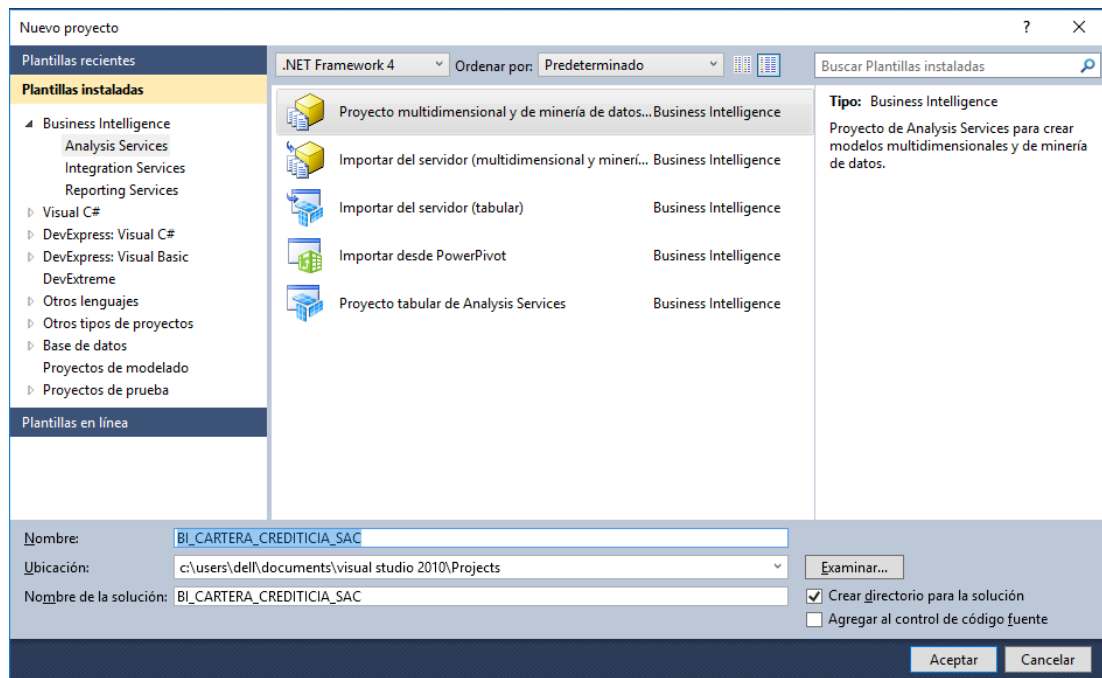 Nuevo proyecto
?
Plantillas recientes
Plantillas instaladas
Business Intelligence
Analysis Services
Integration Services
Reporting Services
Visual C#
DevExpress: Visual C#
DevExpress: Visual Basic
DevExtreme
Otros lenguajes
Otros tipos de proyectos
Base de datos
Proyectos de modelado
Proyectos de prueba
Plantillas en línea
.NET Framework 4 Ordenar por: Predeterminado
Proyecto multidimensional y de minería de datos... Business Intelligence
Importar del servidor (multidimensional y minerí... Business Intelligence
Importar del servidor (tabular) Business Intelligence
Importar desde PowerPivot Business Intelligence
Proyecto tabular de Analysis Services Business Intelligence
Buscar Plantillas instaladas
Tipo: Business Intelligence
Proyecto de Analysis Services para crear
modelos multidimensionales y de minería
de datos.
Nombre: BI_CARTERA_CREDITICIA_SAC
Ubicación: c:\users\dell\documents\visual studio 2010\Projects
Examinar...
Nombre de la solución: BI_CARTERA_CREDITICIA_SAC
Crear directorio para la solución
Agregar al control de código fuente
Aceptar Cancelar